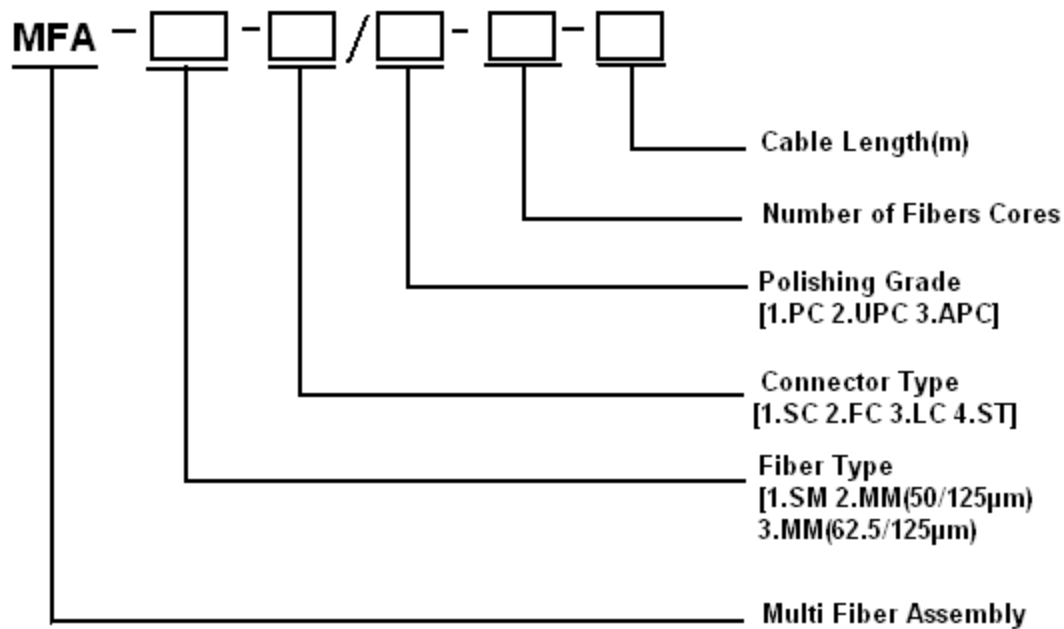 MFA - - / - -
Cable Length(m)
Number of Fibers Cores
Polishing Grade
[1.PC 2.UPC 3.APC]
Connector Type
[1.SC 2.FC 3.LC 4.ST]
Fiber Type
[1.SM 2.MM(50/125µm)
3.MM(62.5/125µm)
Multi Fiber Assembly